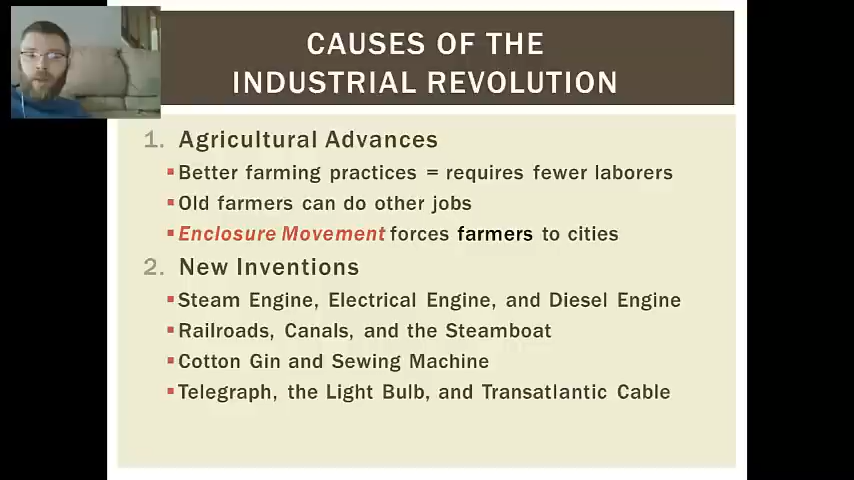 CAUSES OF THE
INDUSTRIAL REVOLUTION
1. Agricultural Advances
▪Better farming practices = requires fewer laborers
▪Old farmers can do other jobs
▪Enclosure Movement forces farmers to cities
2. New Inventions
▪Steam Engine, Electrical Engine, and Diesel Engine
▪Railroads, Canals, and the Steamboat
▪Cotton Gin and Sewing Machine
▪Telegraph, the Light Bulb, and Transatlantic Cable